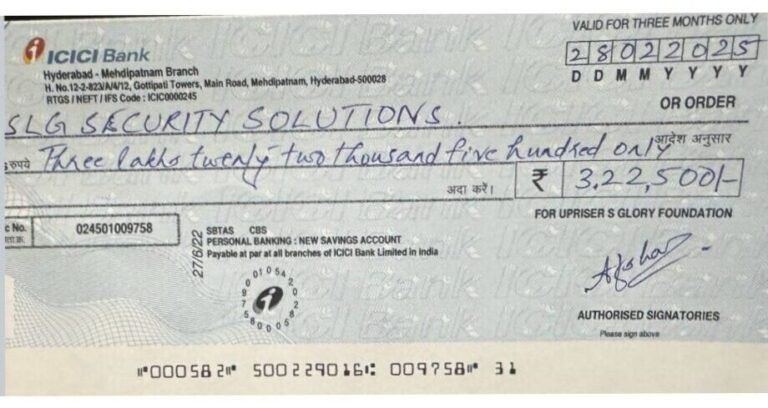 VALID FOR THREE MONTHS ONLY
ICICI Bank
28022025
D D M M Y Y Y Y
Hyderabad - Mehdipatnam Branch
H. No.12-2-823/A/4/12, Gottipati Towers, Main Road, Mehdipatnam, Hyderabad-500028
RTGS / NEFT / IFS Code : ICIC0000245
OR ORDER
SLG SECURITY SOLUTIONS.
आदेश अनुसार
रुपये Three lakhs twenty two thousand five hundred only
अदा करें।
₹ 3,22,500/-
FOR UPRISER S GLORY FOUNDATION
c No.
024501009758
27/6/22
SBTAS CBS
PERSONAL BANKING : NEW SAVINGS ACCOUNT
Payable at par at all branches of ICICI Bank Limited in India
AUTHORISED SIGNATORIES
Please sign above
⑈000582⑈ 500229016⑆ 009758⑈ 31